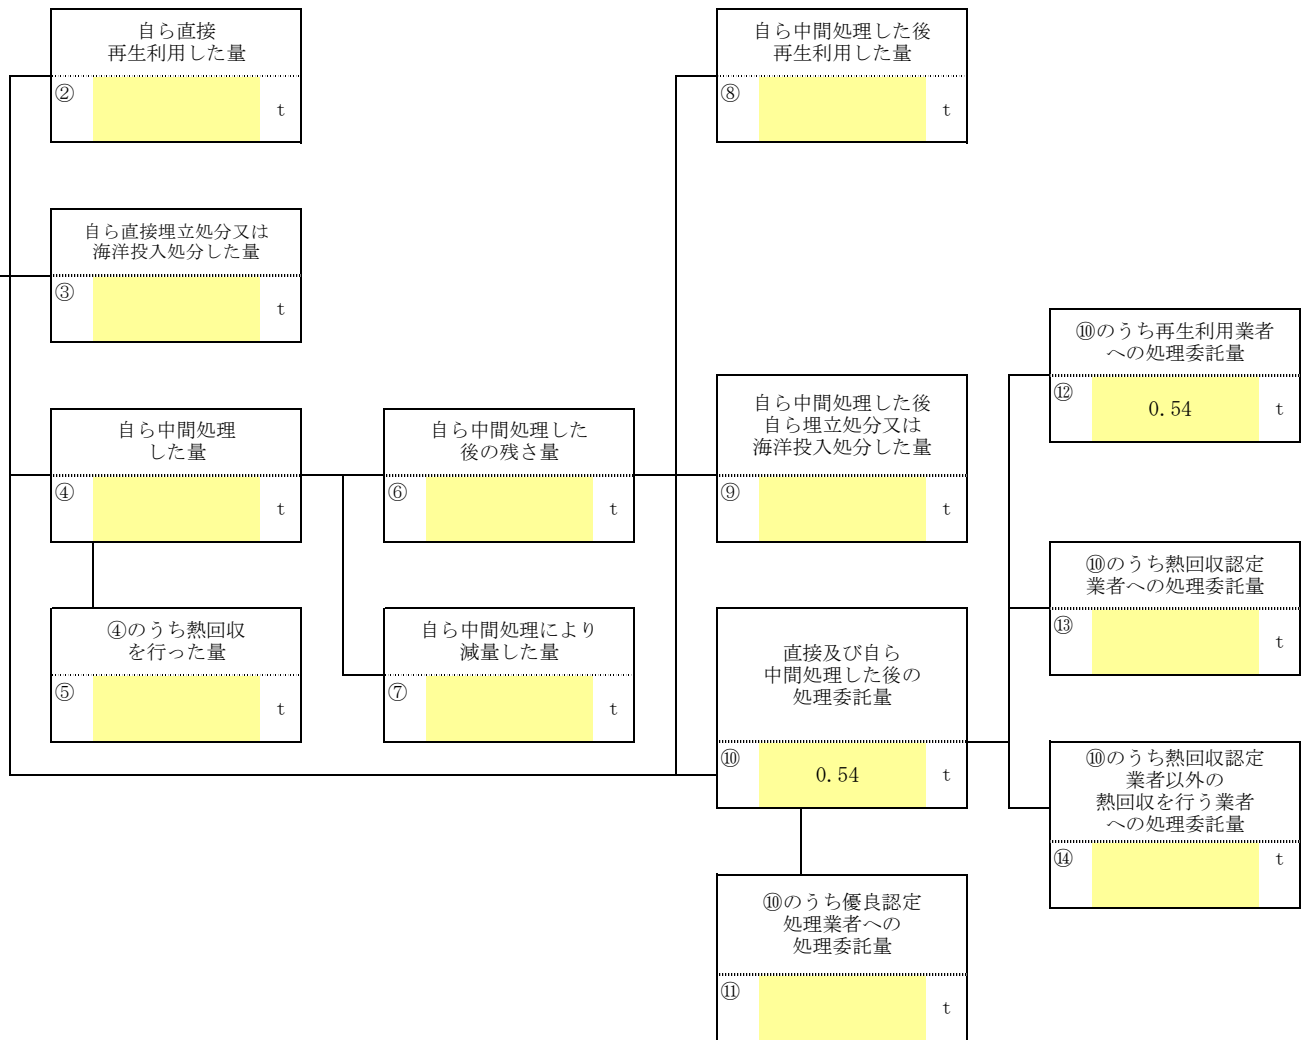 自ら直接
再生利用した量
②
t
自ら中間処理した後
再生利用した量
⑧
t
自ら直接埋立処分又は
海洋投入処分した量
③
t
⑩のうち再生利用業者
への処理委託量
⑫
0.54
t
自ら中間処理
した量
④
t
自ら中間処理した
後の残さ量
⑥
t
自ら中間処理した後
自ら埋立処分又は
海洋投入処分した量
⑨
t
⑩のうち熱回収認定
業者への処理委託量
⑬
t
④のうち熱回収
を行った量
⑤
t
自ら中間処理により
減量した量
⑦
t
直接及び自ら
中間処理した後の
処理委託量
⑩
0.54
t
⑩のうち熱回収認定
業者以外の
熱回収を行う業者
への処理委託量
⑭
t
⑩のうち優良認定
処理業者への
処理委託量
⑪
t